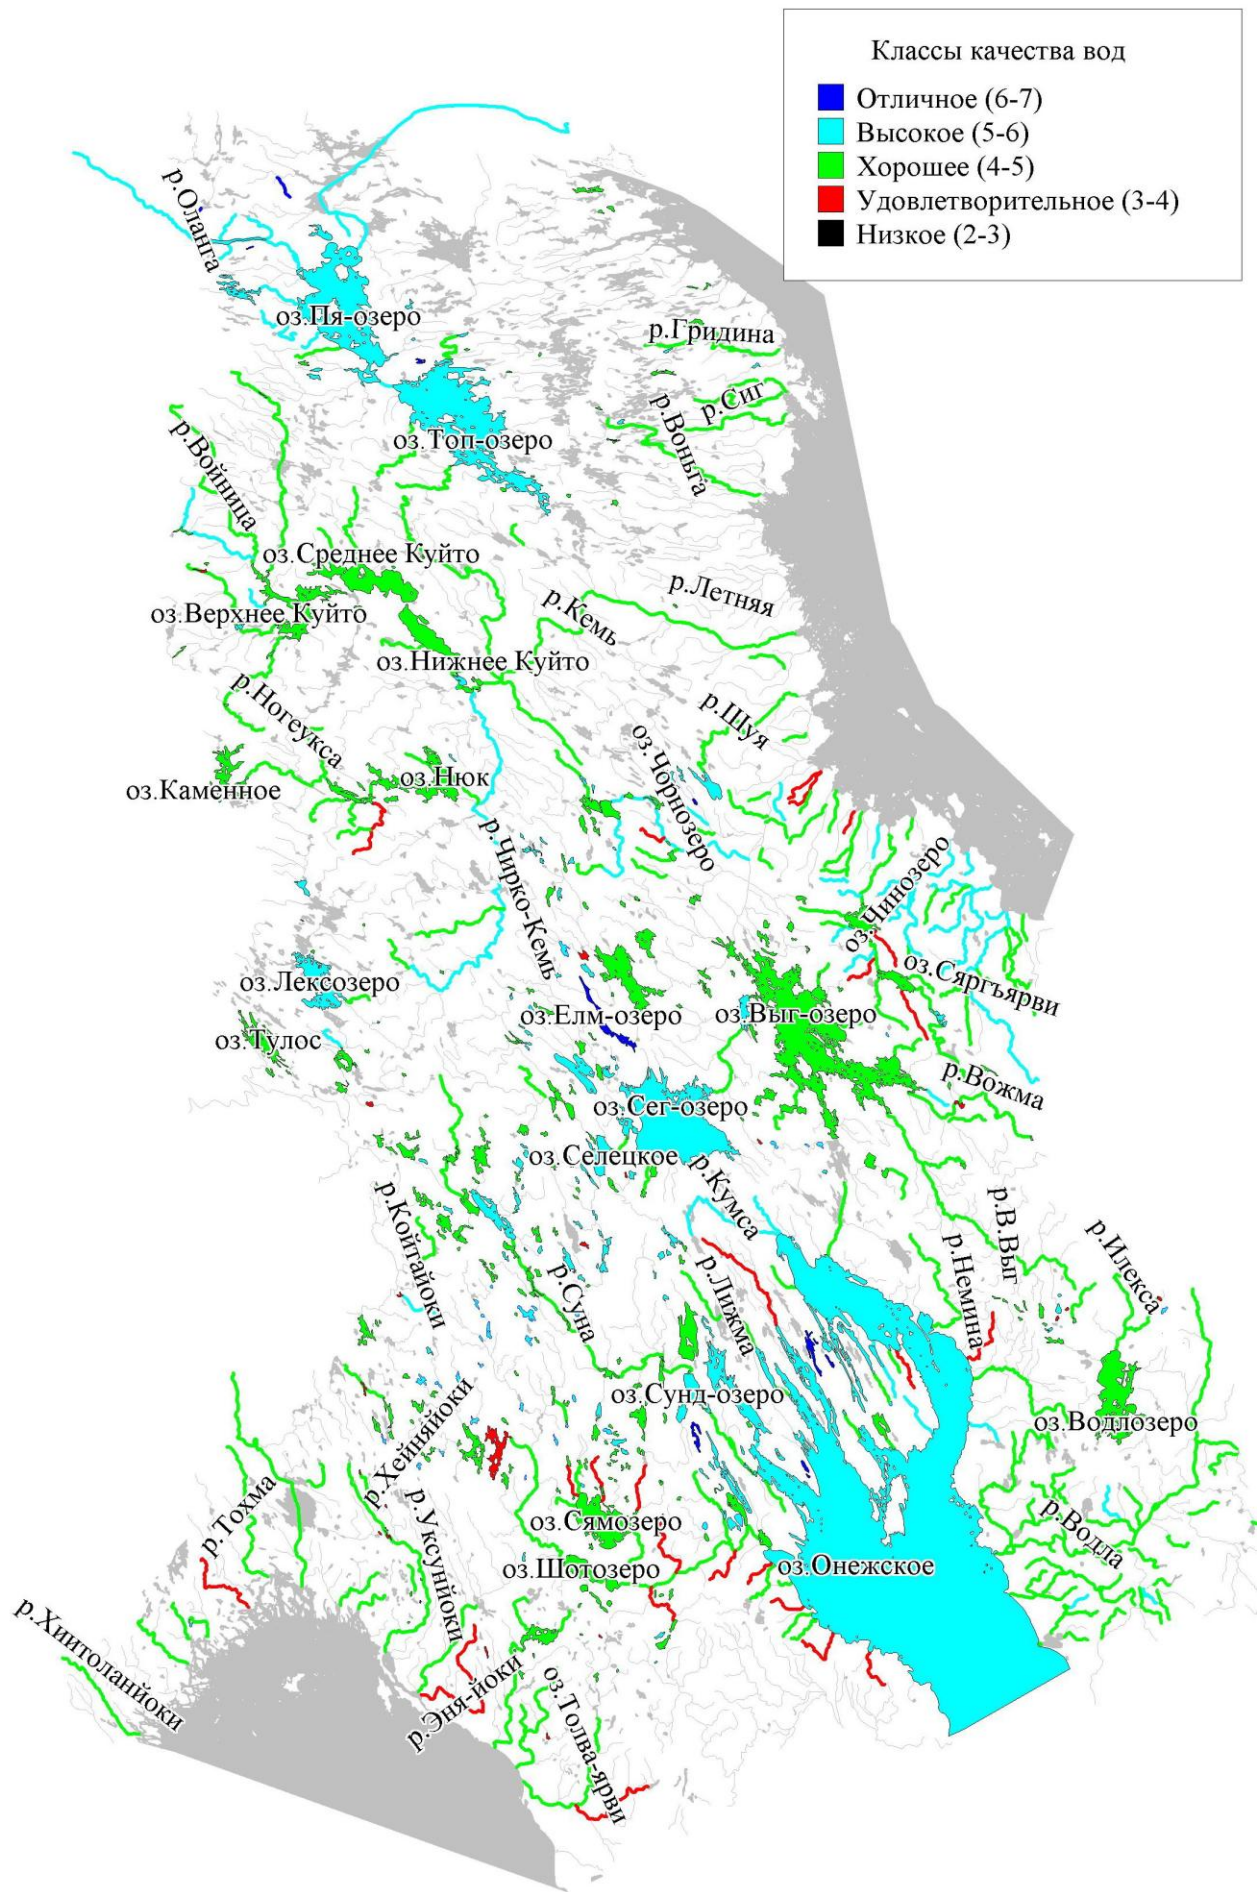 Классы качества вод
Отличное (6-7)
Высокое (5-6)
Хорошее (4-5)
Удовлетворительное (3-4)
Низкое (2-3)
р.Оланга
оз.Пя-озеро
р.Гридина
р.Сиг
р.Воньга
оз.Топ-озеро
р.Войница
оз.Среднее Куйто
оз.Верхнее Куйто
р.Летняя
р.Кемь
оз.Нижнее Куйто
р.Ногеукса
р.Шуя
оз.Чорнозеро
оз.Нюк
оз.Каменное
р.Чирко-Кемь
оз.Чинозеро
оз.Сяргъярви
оз.Лексозеро
оз.Елм-озеро
оз.Выг-озеро
оз.Тулос
р.Вожма
оз.Сег-озеро
оз.Селецкое
р.Кумса
р.Койтайоки
р.В.Выг
р.Илекса
р.Немина
р.Лижма
р.Суна
оз.Сунд-озеро
оз.Водлозеро
р.Хейняйоки
р.Тохма
р.Уксунйоки
оз.Сямозеро
р.Водла
оз.Шотозеро
оз.Онежское
р.Хиитоланйоки
р.Эня-йоки
оз.Толва-ярви